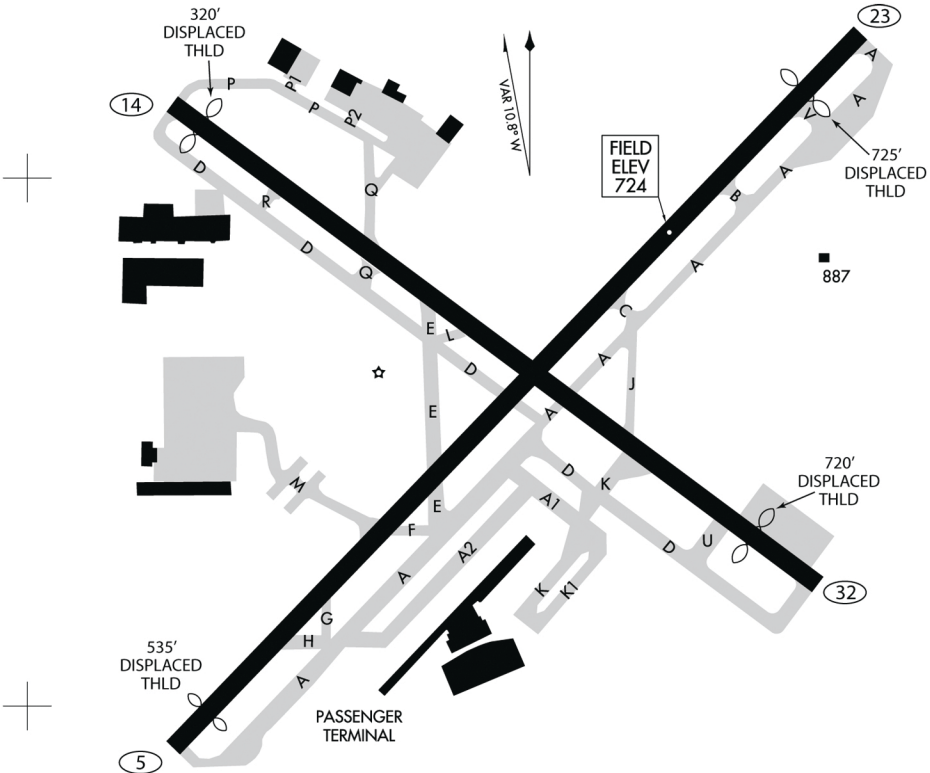 320’
DISPLACED
THLD
23
14
P
P1
P
P2
VAR 10.8° W
A
A
V
725’
DISPLACED
THLD
FIELD
ELEV
724
D
R
Q
B
A
D
Q
A
887
E
L
C
D
A
J
E
A
M
D
K
720’
DISPLACED
THLD
A1
E
F
A2
D
U
A
K
K1
32
G
H
535’
DISPLACED
THLD
A
PASSENGER
TERMINAL
5